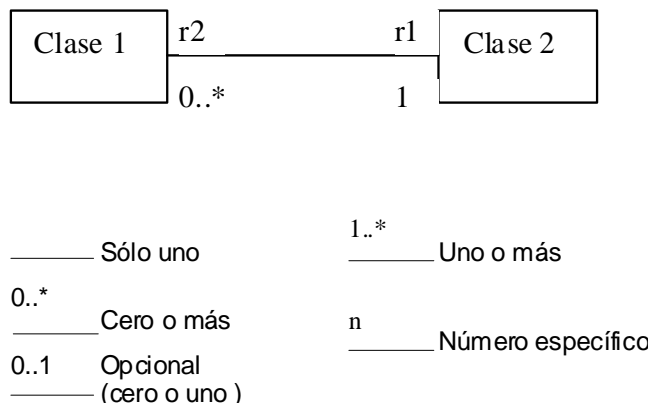 Clase 1
r2
r1
Clase 2
0..*
1
Sólo uno
1..*
Uno o más
0..*
Cero o más
n
Número específico
0..1
Opcional
(cero o uno )